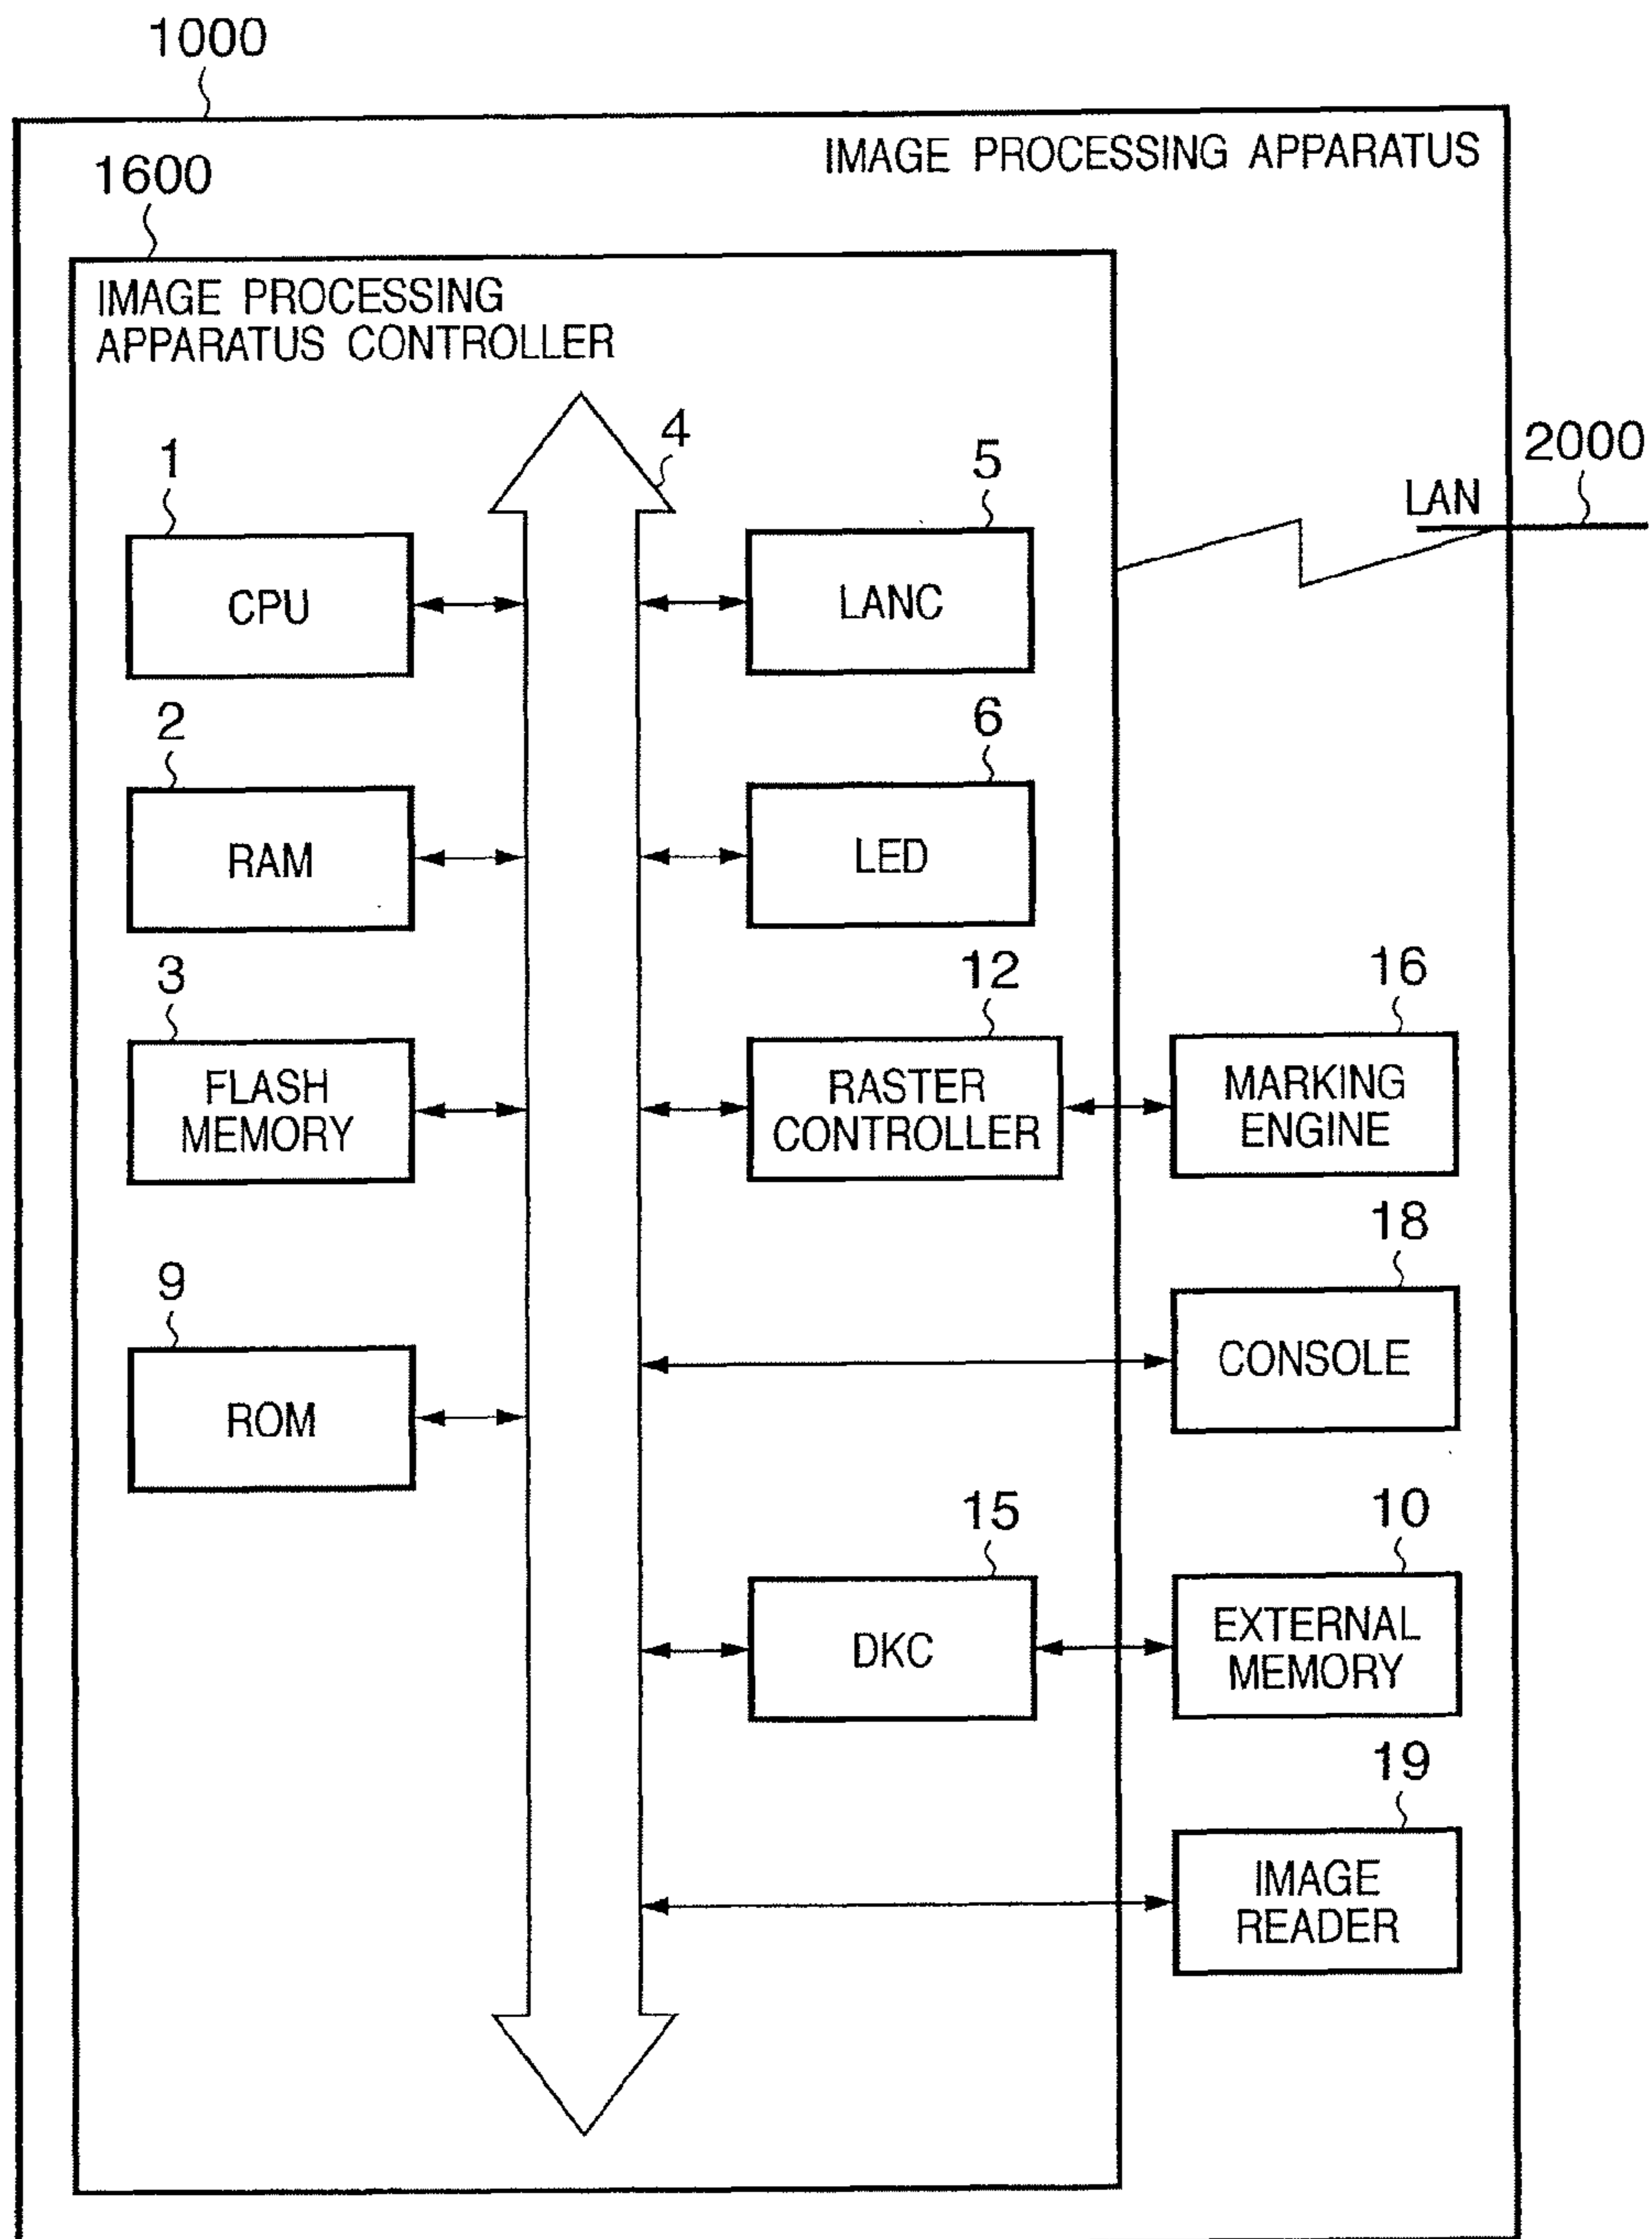 1000
IMAGE PROCESSING APPARATUS
1600
IMAGE PROCESSING
APPARATUS CONTROLLER
4
1
CPU
5
LANC
LAN
2000
2
RAM
6
LED
3
FLASH
MEMORY
12
RASTER
CONTROLLER
16
MARKING
ENGINE
18
CONSOLE
9
ROM
15
DKC
10
EXTERNAL
MEMORY
19
IMAGE
READER